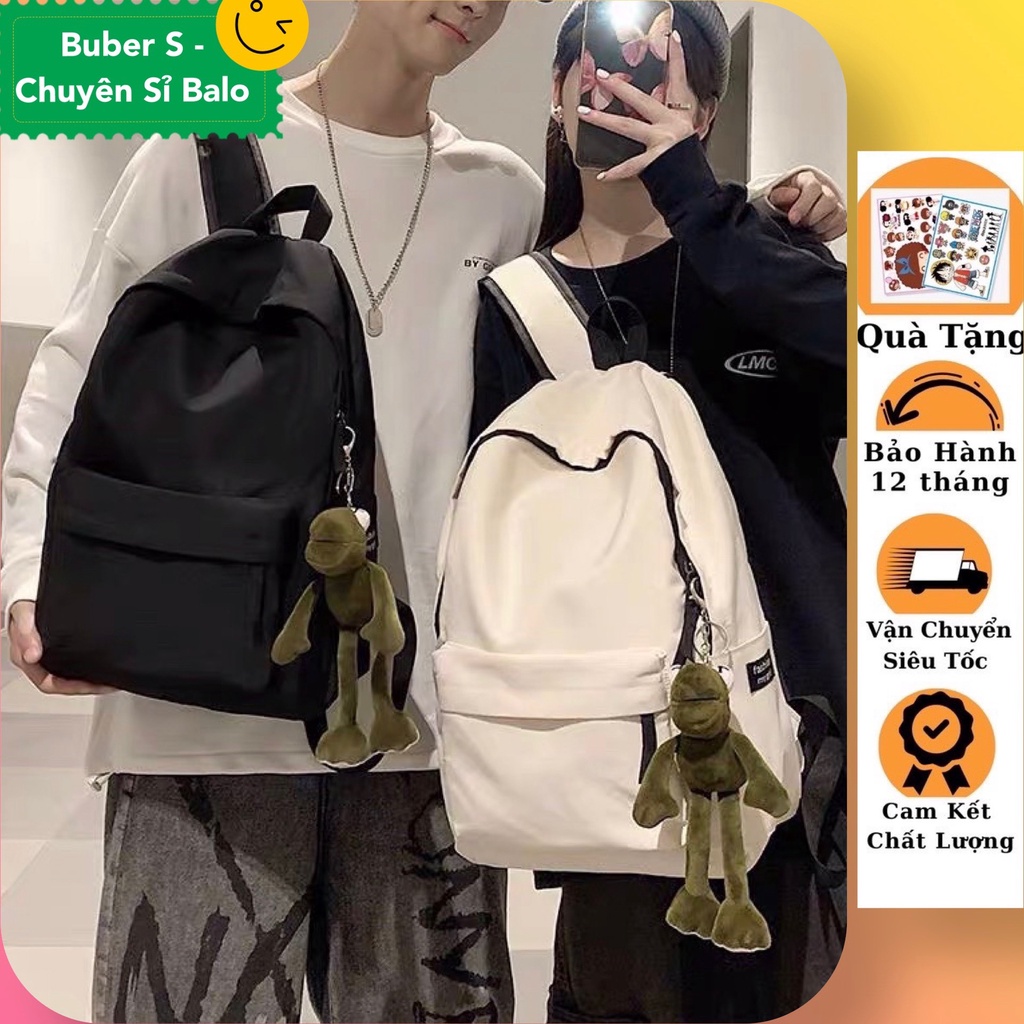 Buber S -
Chuyên Sỉ Balo
BY
LMC
Quà Tặng
Bảo Hành
12 tháng
Vận Chuyển
Siêu Tốc
Cam Kết
Chất Lượng